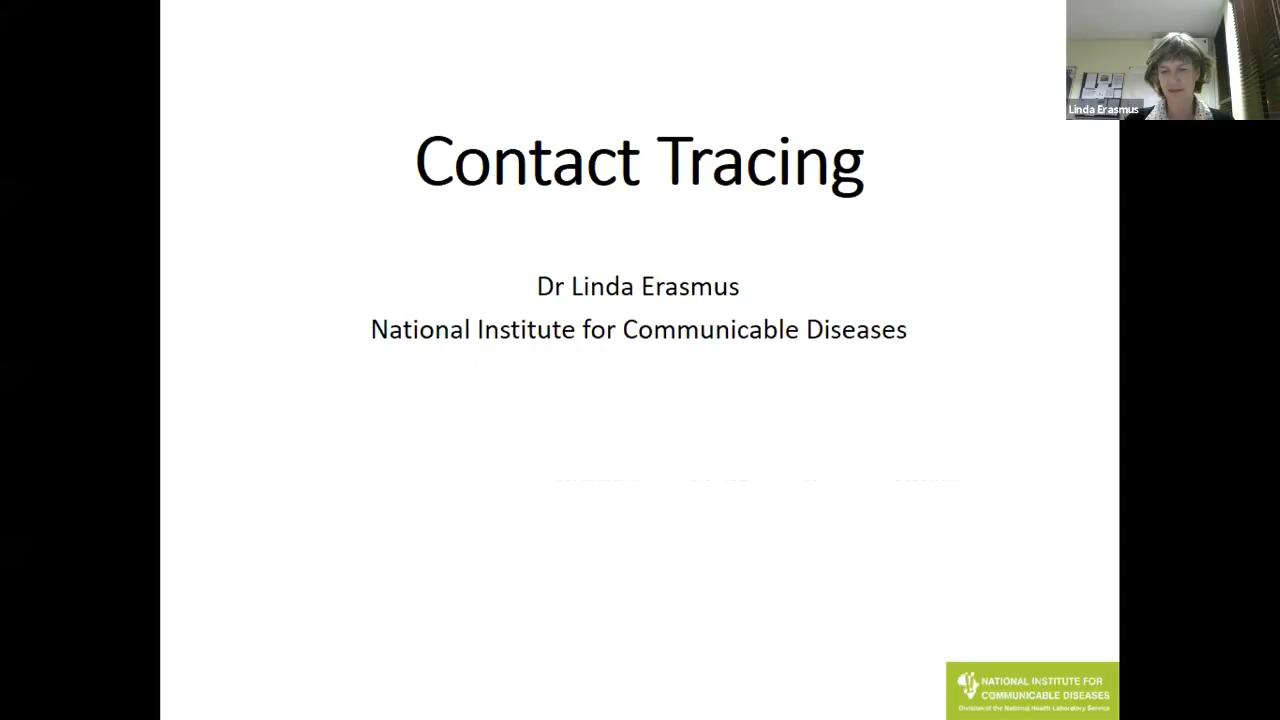 Linda Erasmus
Contact Tracing
Dr Linda Erasmus
National Institute for Communicable Diseases
NATIONAL INSTITUTE FOR
COMMUNICABLE DISEASES
Division of the National Health Laboratory Service